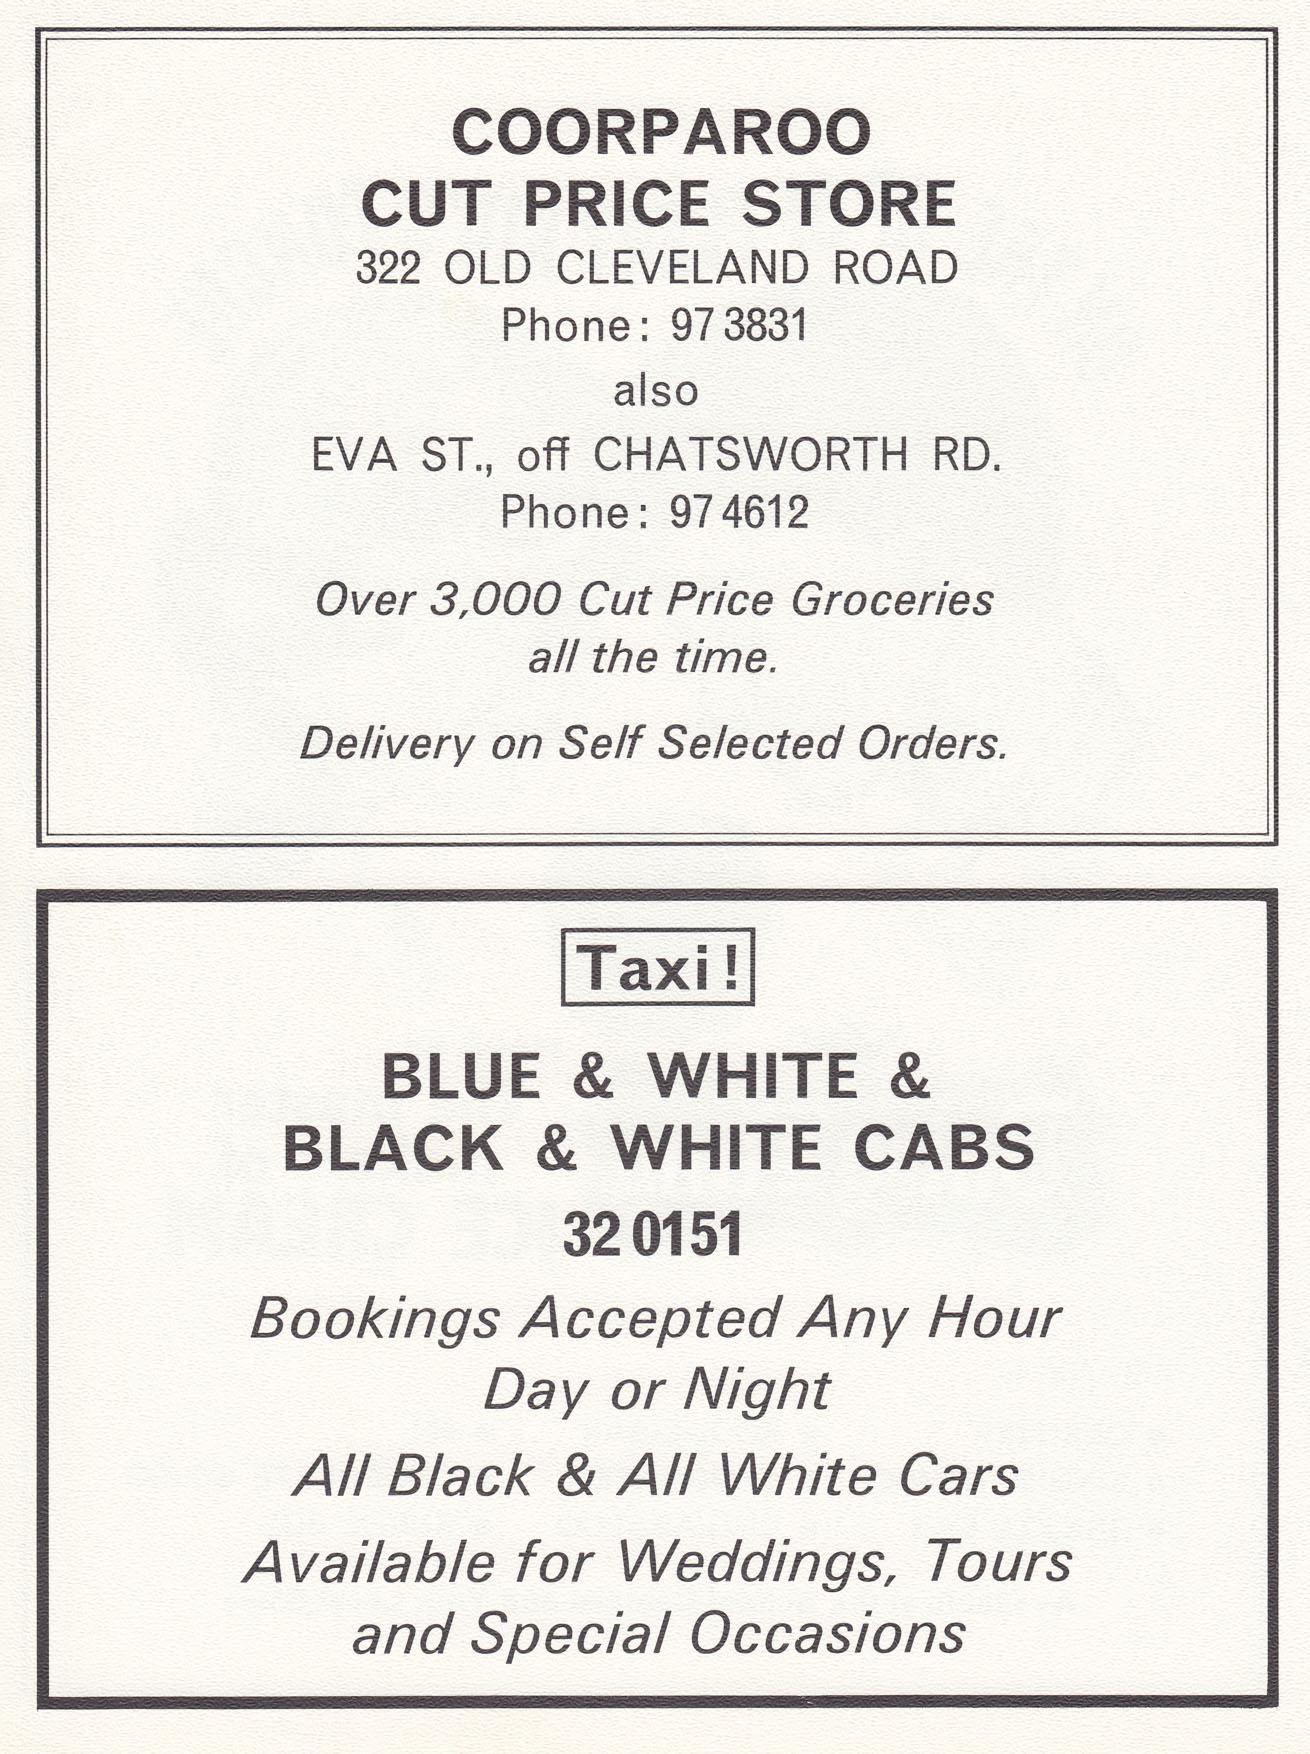 COORPAROO
CUT PRICE STORE
322 OLD CLEVELAND ROAD
Phone: 97 3831
also
EVA ST., off CHATSWORTH RD.
Phone: 97 4612
Over 3,000 Cut Price Groceries
all the time.
Delivery on Self Selected Orders.
Taxi!
BLUE & WHITE &
BLACK & WHITE CABS
32 0151
Bookings Accepted Any Hour
Day or Night
All Black & All White Cars
Available for Weddings, Tours
and Special Occasions